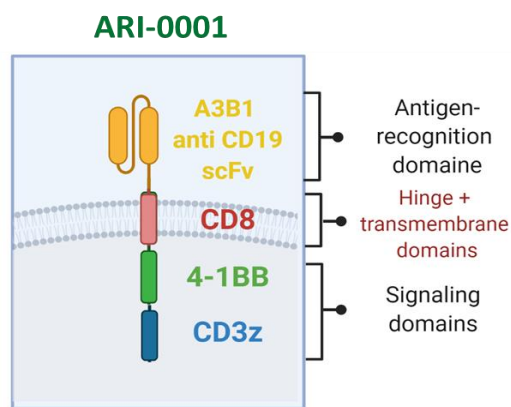 ARI-0001
A3B1
anti CD19
scFv
Antigen-
recognition
domaine
CD8
Hinge +
transmembrane
domains
4-1BB
CD3z
Signaling
domains